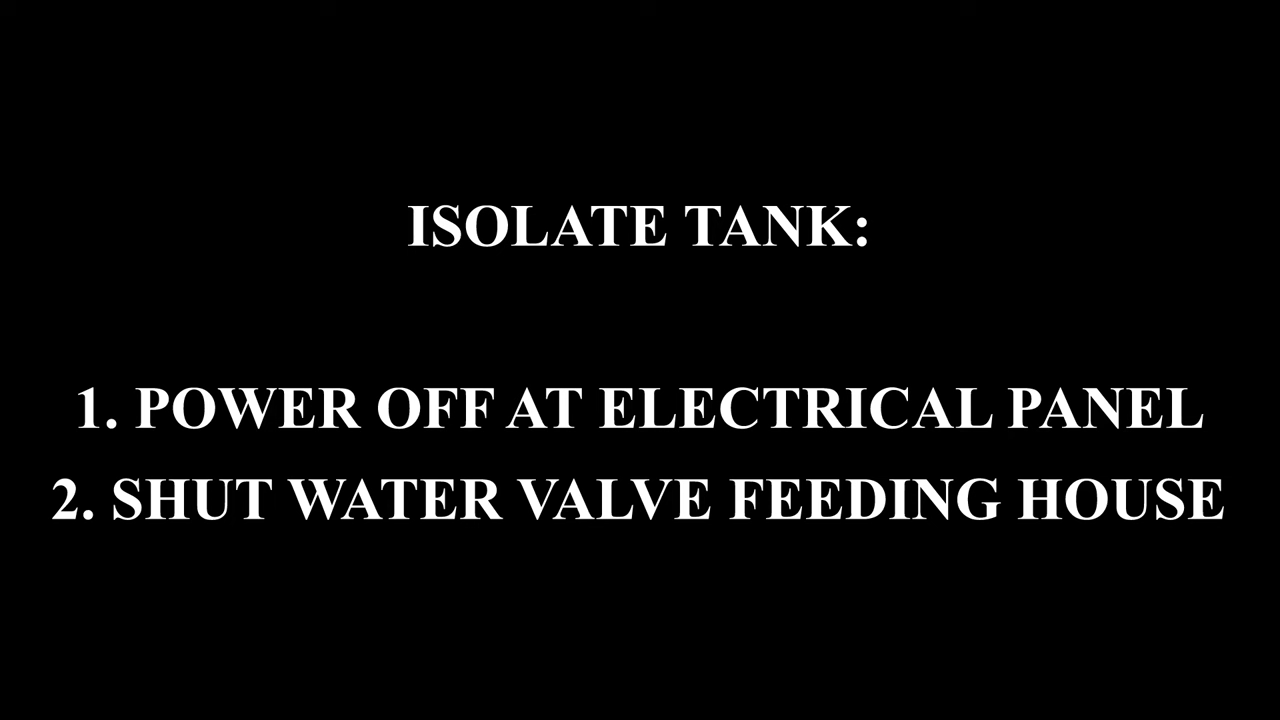 ISOLATE TANK:
1. POWER OFF AT ELECTRICAL PANEL
2. SHUT WATER VALVE FEEDING HOUSE